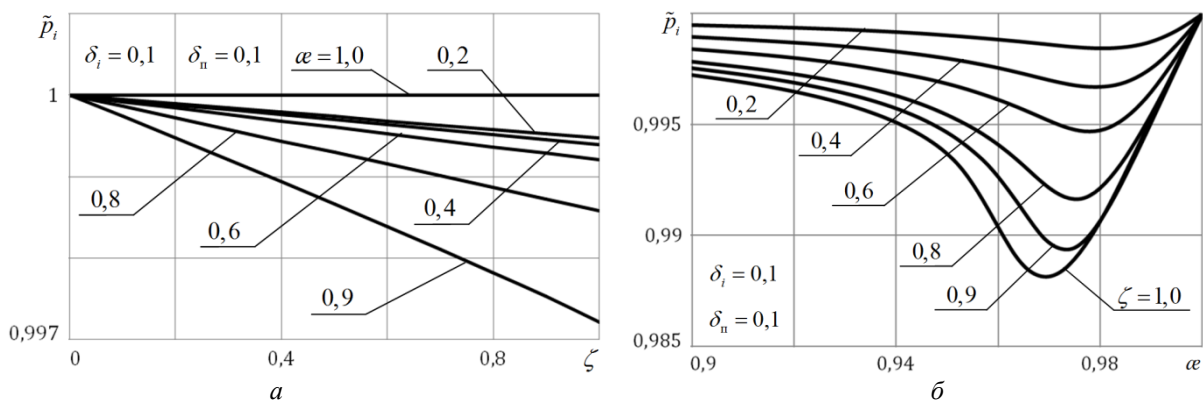 p̃ᵢ
δᵢ = 0,1 δₙ = 0,1 æ = 1,0 0,2
1
0,8 0,6 0,4
0,9
0,997
0 0,4 0,8 ζ
а
p̃ᵢ
0,995
0,2 0,4
0,6
0,99
0,8
δᵢ = 0,1
0,9 ζ = 1,0
δₙ = 0,1
0,985
0,9 0,94 0,98 æ
б